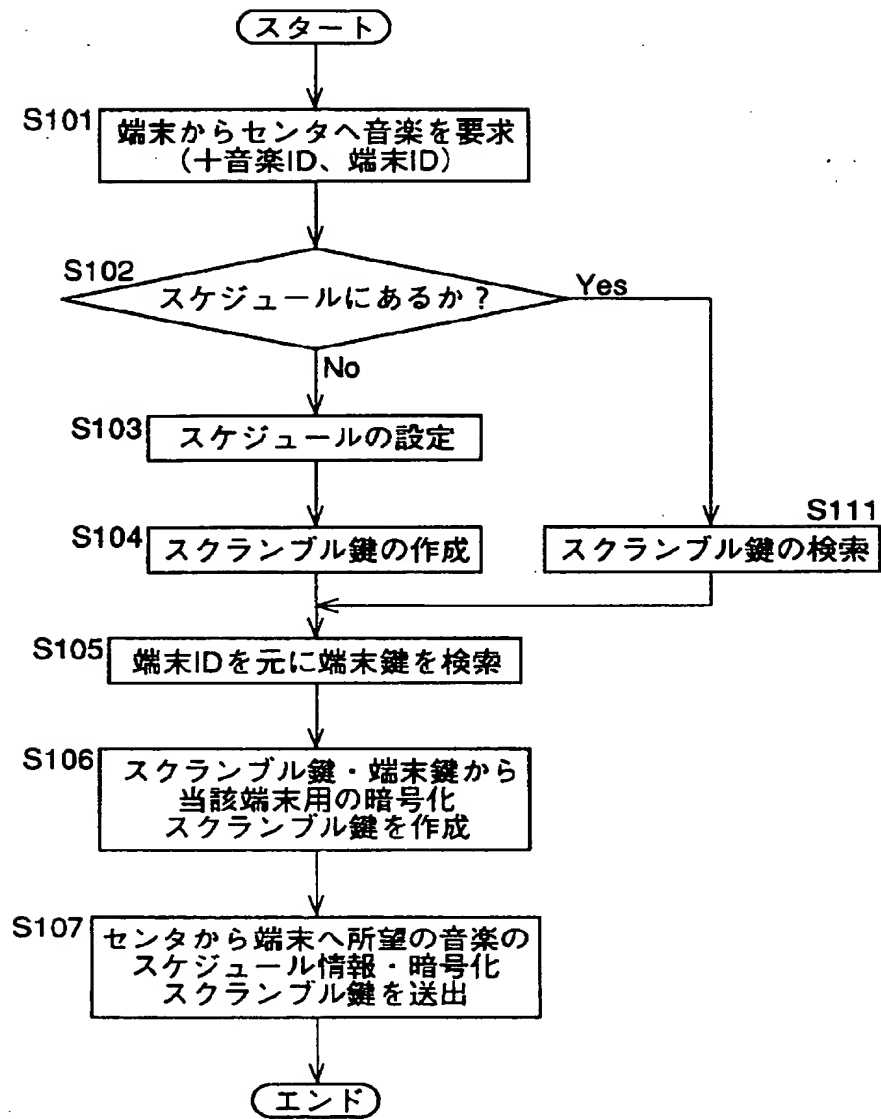 スタート
S101
端末からセンタへ音楽を要求
（十音楽ID、端末ID）
S102
スケジュールにあるか？
Yes
No
S103
スケジュールの設定
S104
スクランブル鍵の作成
S111
スクランブル鍵の検索
S105
端末IDを元に端末鍵を検索
S106
スクランブル鍵・端末鍵から
当該端末用の暗号化
スクランブル鍵を作成
S107
センタから端末へ所望の音楽の
スケジュール情報・暗号化
スクランブル鍵を送出
エンド